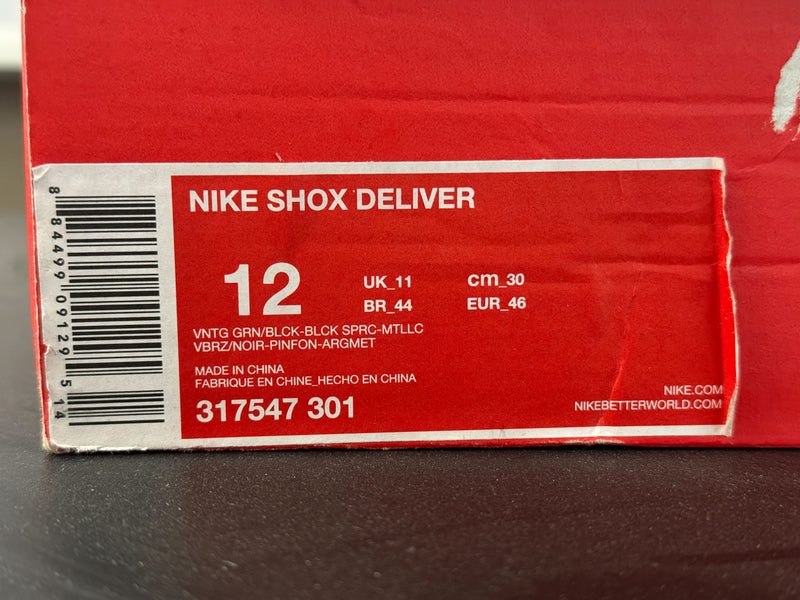 NIKE SHOX DELIVER
12
UK_11
cm_30
BR_44
EUR_46
VNTG GRN/BLCK-BLCK SPRC-MTLLC
VBRZ/NOIR-PINFON-ARGMET
MADE IN CHINA
FABRIQUE EN CHINE_HECHO EN CHINA
317547 301
NIKE.COM
NIKEBETTERWORLD.COM
8 84499 09129 5 14